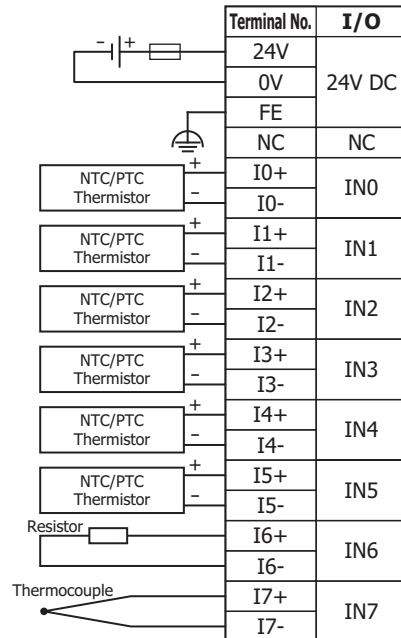 Terminal No. I/O
- + 24V
0V 24V DC
FE
NC NC
+ I0+
NTC/PTC Thermistor IN0
- I0-
+ I1+
NTC/PTC Thermistor IN1
- I1-
+ I2+
NTC/PTC Thermistor IN2
- I2-
+ I3+
NTC/PTC Thermistor IN3
- I3-
+ I4+
NTC/PTC Thermistor IN4
- I4-
+ I5+
NTC/PTC Thermistor IN5
- I5-
Resistor I6+
IN6
I6-
Thermocouple I7+
IN7
I7-